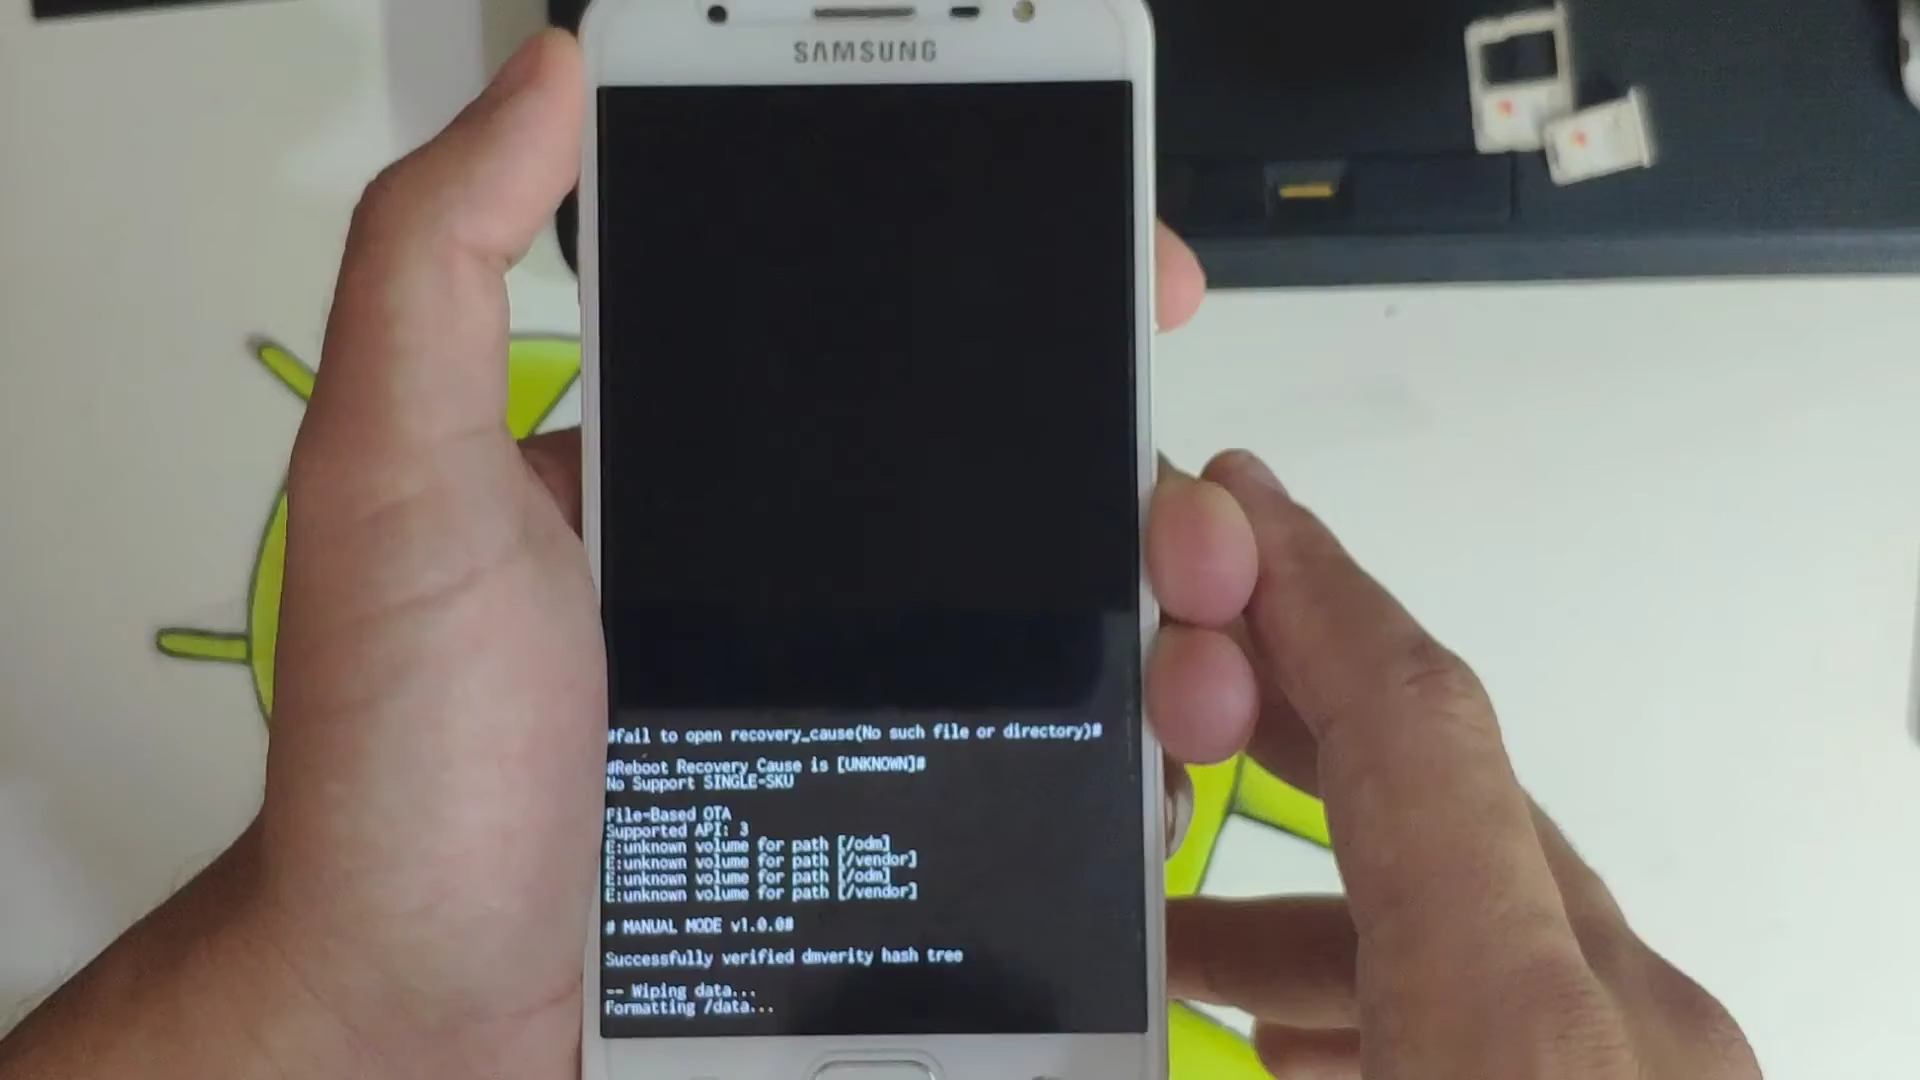 SAMSUNG
#fail to open recovery_cause(No such file or directory)#
#Reboot Recovery Cause is [UNKNOWN]#
No Support SINGLE-SKU
File-Based OTA
Supported API: 3
E:unknown volume for path [/odm]
E:unknown volume for path [/vendor]
E:unknown volume for path [/odm]
E:unknown volume for path [/vendor]
# MANUAL MODE v1.0.0#
Successfully verified dmverity hash tree
-- Wiping data...
Formatting /data...